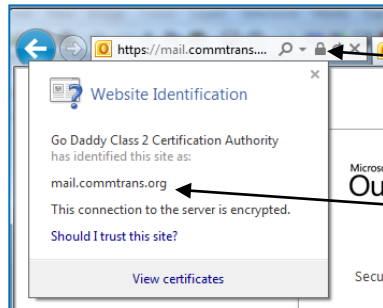 https://mail.commtrans....
Website Identification
Go Daddy Class 2 Certification Authority
has identified this site as:
mail.commtrans.org
This connection to the server is encrypted.
Should I trust this site?
View certificates
Microso
Ou
Secu